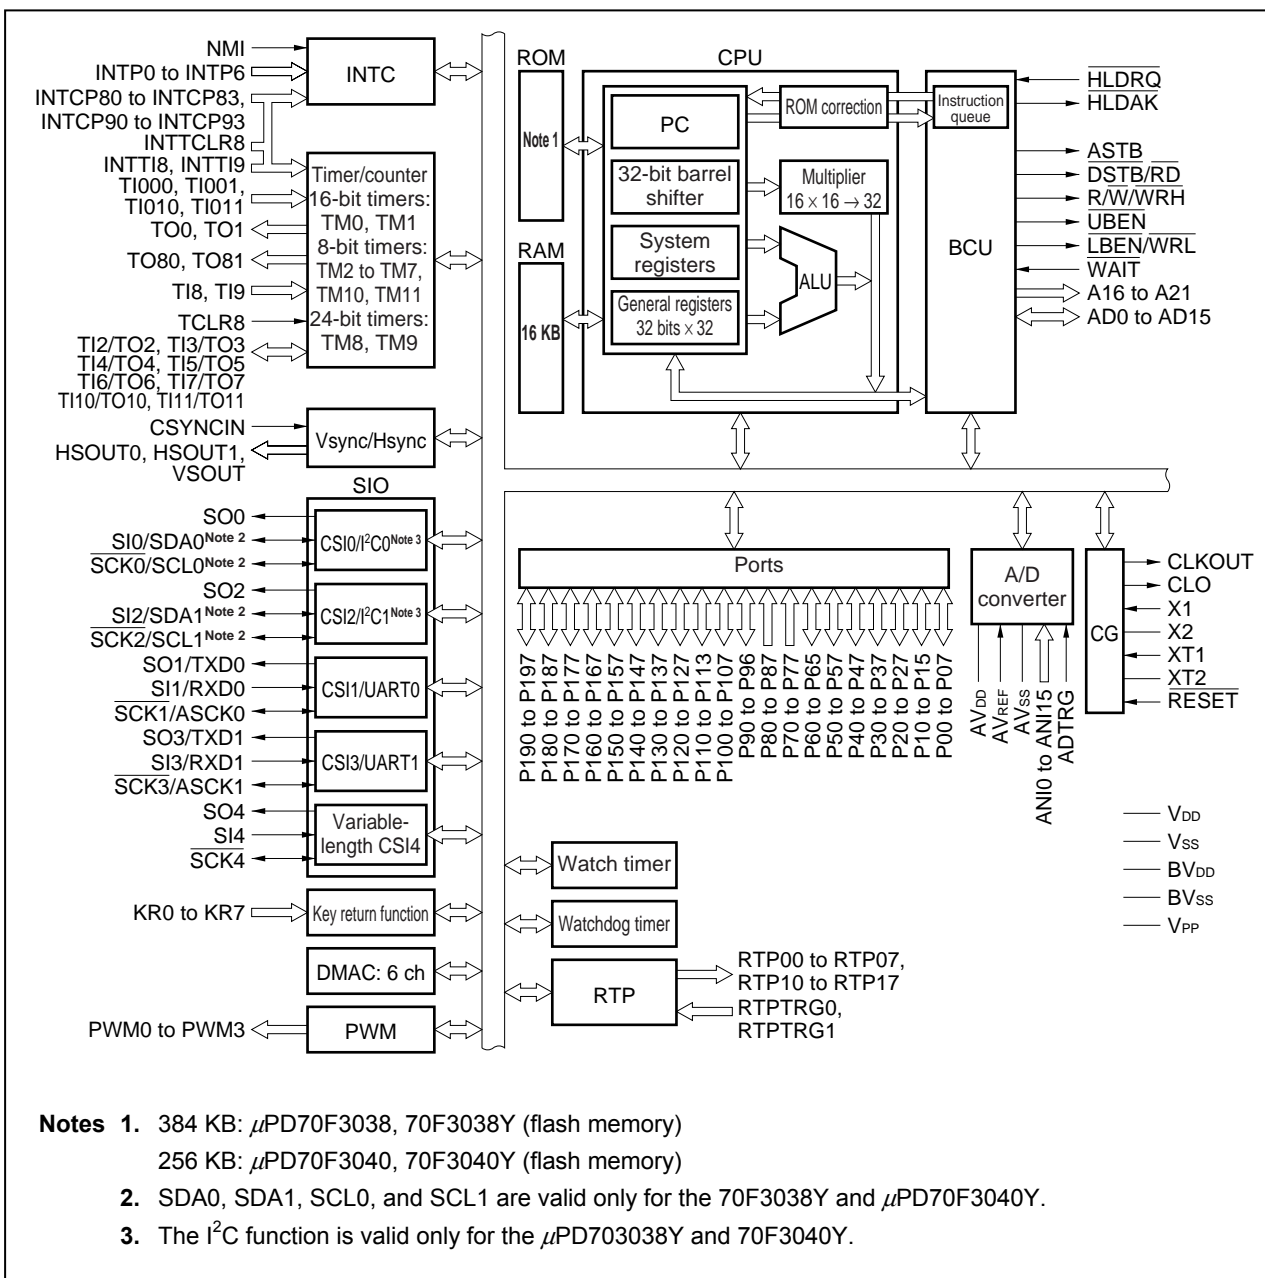 NMI
INTP0 to INTP6
INTCP80 to INTCP83,
INTCP90 to INTCP93
INTTCLR8
INTTI8, INTTI9
TI000, TI001,
TI010, TI011
TO0, TO1
TO80, TO81
TI8, TI9
TCLR8
TI2/TO2, TI3/TO3
TI4/TO4, TI5/TO5
TI6/TO6, TI7/TO7
TI10/TO10, TI11/TO11
CSYNCIN
HSOUT0, HSOUT1,
VSOUT
INTC
Timer/counter
16-bit timers:
TM0, TM1
8-bit timers:
TM2 to TM7,
TM10, TM11
24-bit timers:
TM8, TM9
Vsync/Hsync
SIO
SO0
SI0/SDA0Note 2
SCK0/SCL0Note 2
CSI0/I²C0Note 3
SO2
SI2/SDA1Note 2
SCK2/SCL1Note 2
CSI2/I²C1Note 3
SO1/TXD0
SI1/RXD0
SCK1/ASCK0
CSI1/UART0
SO3/TXD1
SI3/RXD1
SCK3/ASCK1
CSI3/UART1
SO4
SI4
SCK4
Variable-
length CSI4
KR0 to KR7
Key return function
DMAC: 6 ch
PWM0 to PWM3
PWM
ROM
Note 1
RAM
16 KB
CPU
PC
32-bit barrel
shifter
System
registers
General registers
32 bits × 32
ROM correction
Multiplier
16 × 16 → 32
ALU
Instruction
queue
BCU
HLDRQ
HLDAK
ASTB
DSTB/RD
R/W/WRH
UBEN
LBEN/WRL
WAIT
A16 to A21
AD0 to AD15
Ports
P190 to P197
P180 to P187
P170 to P177
P160 to P167
P150 to P157
P140 to P147
P130 to P137
P120 to P127
P110 to P113
P100 to P107
P90 to P96
P80 to P87
P70 to P77
P60 to P65
P50 to P57
P40 to P47
P30 to P37
P20 to P27
P10 to P15
P00 to P07
A/D
converter
AVDD
AVREF
AVSS
ANI0 to ANI15
ADTRG
CG
CLKOUT
CLO
X1
X2
XT1
XT2
RESET
VDD
VSS
BVDD
BVSS
VPP
Watch timer
Watchdog timer
RTP
RTP00 to RTP07,
RTP10 to RTP17
RTPTRG0,
RTPTRG1
Notes 1. 384 KB: μPD70F3038, 70F3038Y (flash memory)
256 KB: μPD70F3040, 70F3040Y (flash memory)
2. SDA0, SDA1, SCL0, and SCL1 are valid only for the 70F3038Y and μPD70F3040Y.
3. The I²C function is valid only for the μPD703038Y and 70F3040Y.